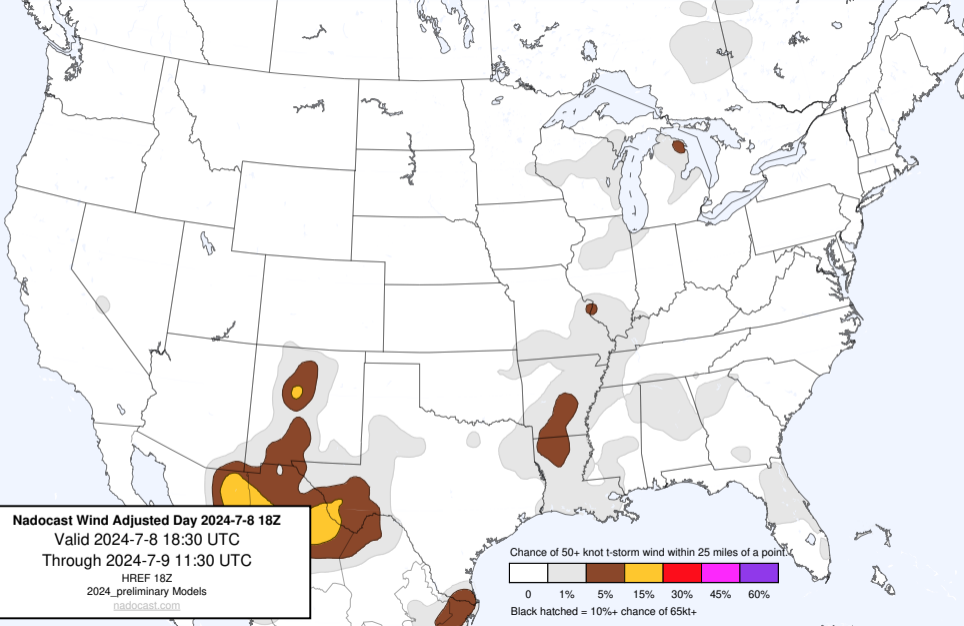 Nadocast Wind Adjusted Day 2024-7-8 18Z
Valid 2024-7-8 18:30 UTC
Through 2024-7-9 11:30 UTC
HREF 18Z
2024_preliminary Models
nadocast.com
Chance of 50+ knot t-storm wind within 25 miles of a point.
0 1% 5% 15% 30% 45% 60%
Black hatched = 10%+ chance of 65kt+